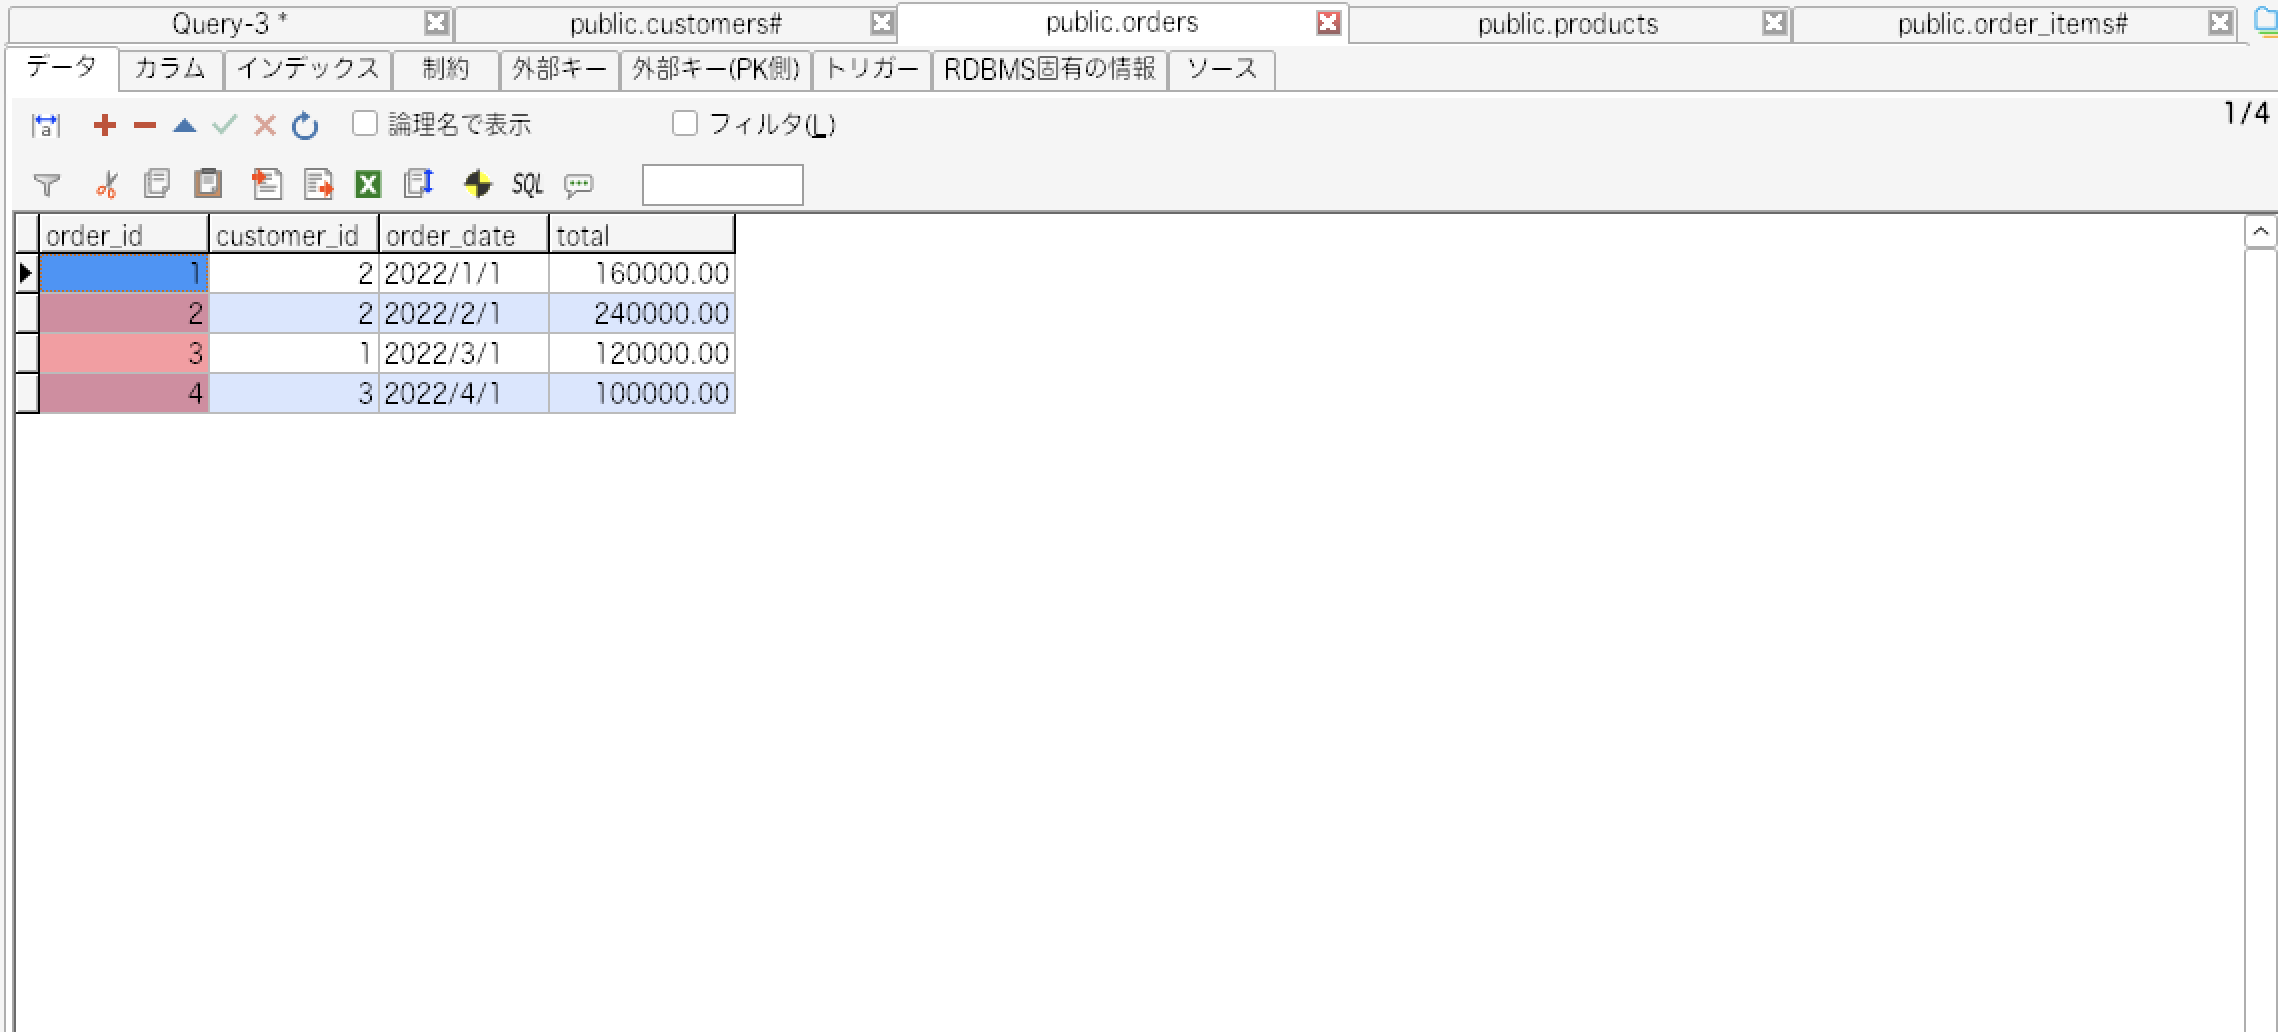 Query-3 * public.customers# public.orders public.products public.order_items#
データ カラム インデックス 制約 外部キー 外部キー(PK側) トリガー RDBMS固有の情報 ソース
a 論理名で表示 フィルタ(L) 1/4
X SQL
order_id customer_id order_date total
1 2 2022/1/1 160000.00
2 2 2022/2/1 240000.00
3 1 2022/3/1 120000.00
4 3 2022/4/1 100000.00